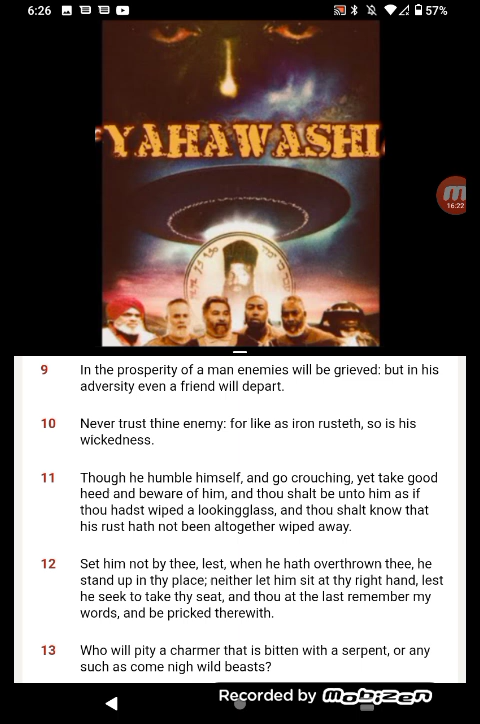 6:26
57%
YAHAWASHI
16:22
9 In the prosperity of a man enemies will be grieved: but in his
adversity even a friend will depart.
10 Never trust thine enemy: for like as iron rusteth, so is his
wickedness.
11 Though he humble himself, and go crouching, yet take good
heed and beware of him, and thou shalt be unto him as if
thou hadst wiped a lookingglass, and thou shalt know that
his rust hath not been altogether wiped away.
12 Set him not by thee, lest, when he hath overthrown thee, he
stand up in thy place; neither let him sit at thy right hand, lest
he seek to take thy seat, and thou at the last remember my
words, and be pricked therewith.
13 Who will pity a charmer that is bitten with a serpent, or any
such as come nigh wild beasts?
Recorded by Mobizen